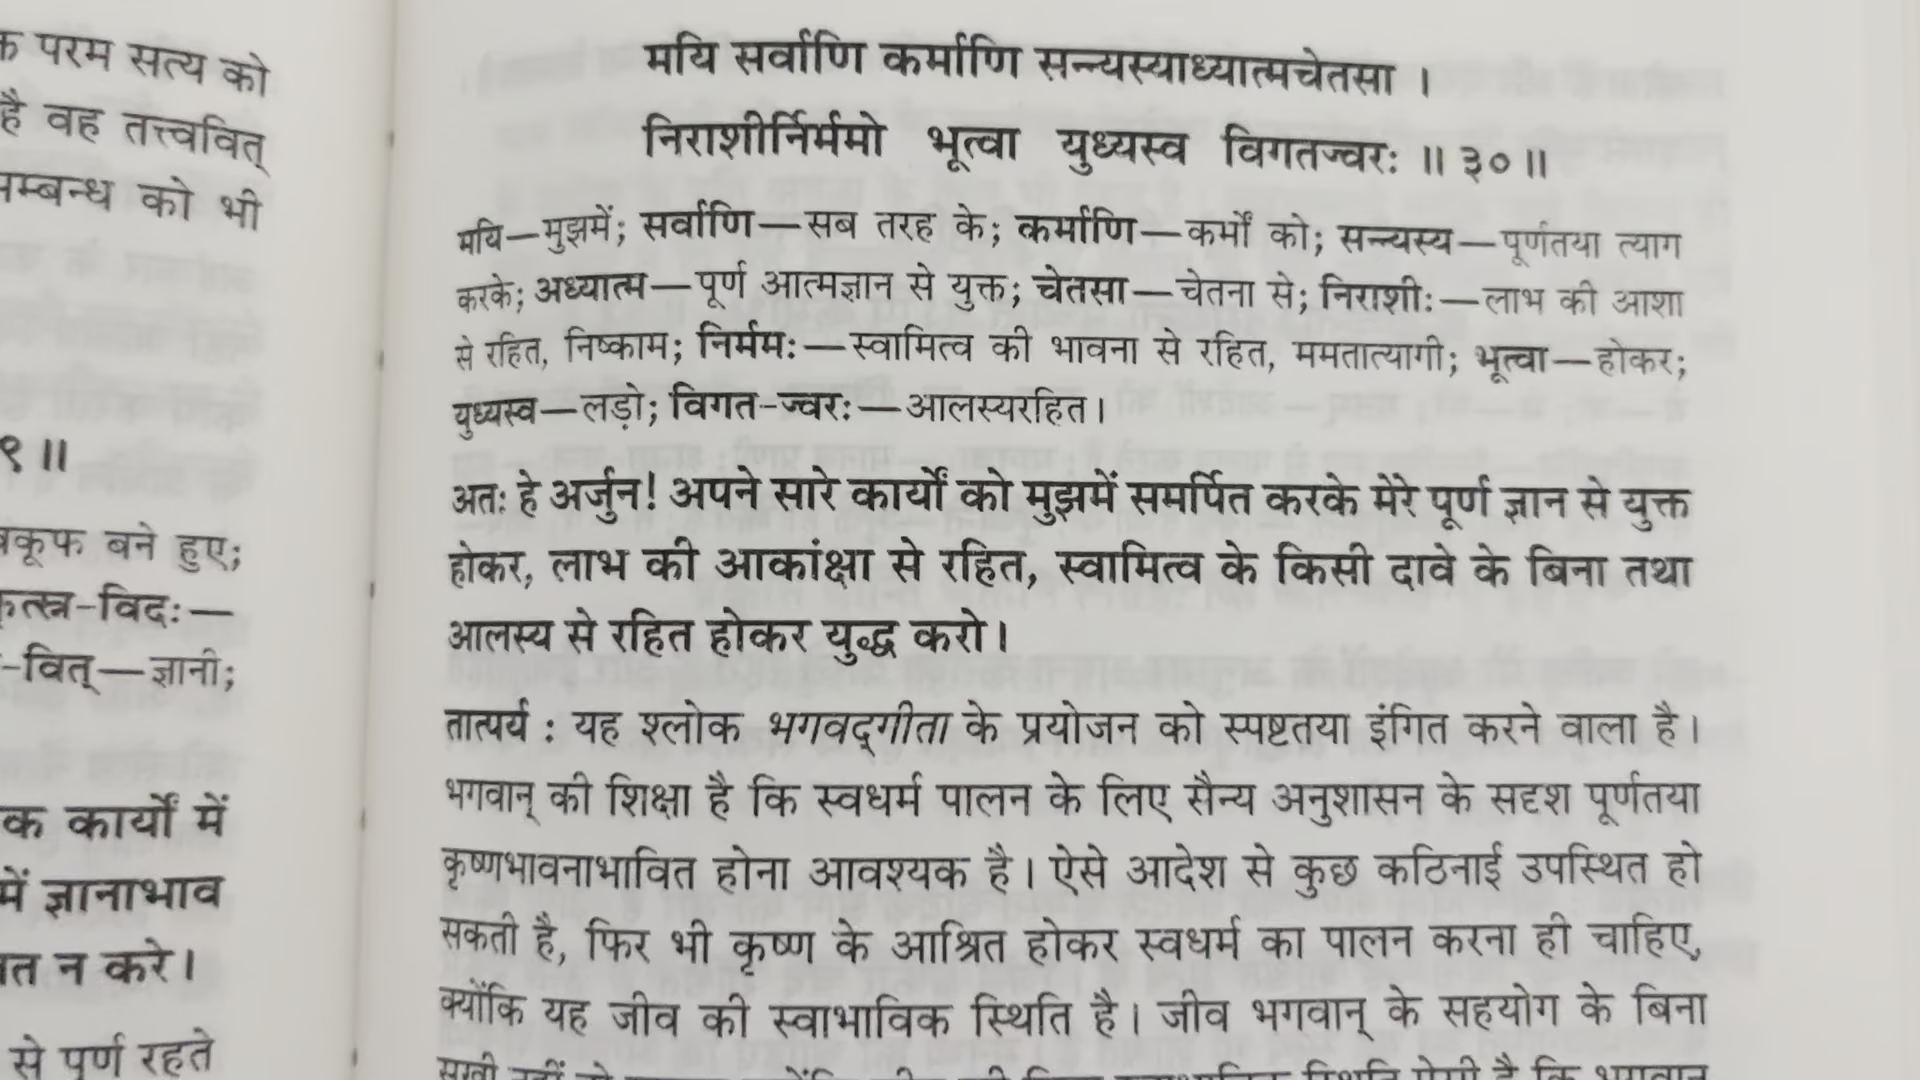 परम सत्य को
है वह तत्त्ववित्
को भी
॥
बने हुए;
विदः—
-वित्—ज्ञानी;
कार्यों में
में ज्ञानाभाव
न करे।
से पूर्ण रहते
मयि सर्वाणि कर्माणि सन्न्यस्याध्यात्मचेतसा ।
निराशीर्निर्ममो भूत्वा युध्यस्व विगतज्वरः ॥ ३० ॥
मयि—मुझमें; सर्वाणि—सब तरह के; कर्माणि—कर्मों को; सन्न्यस्य—पूर्णतया त्याग
करके; अध्यात्म—पूर्ण आत्मज्ञान से युक्त; चेतसा—चेतना से; निराशीः—लाभ की आशा
से रहित, निष्काम; निर्ममः—स्वामित्व की भावना से रहित, ममतात्यागी; भूत्वा—होकर;
युध्यस्व—लड़ो; विगत-ज्वरः—आलस्यरहित।
अतः हे अर्जुन! अपने सारे कार्यों को मुझमें समर्पित करके मेरे पूर्ण ज्ञान से युक्त
होकर, लाभ की आकांक्षा से रहित, स्वामित्व के किसी दावे के बिना तथा
आलस्य से रहित होकर युद्ध करो।
तात्पर्य : यह श्लोक भगवद्‌गीता के प्रयोजन को स्पष्टतया इंगित करने वाला है।
भगवान् की शिक्षा है कि स्वधर्म पालन के लिए सैन्य अनुशासन के सदृश पूर्णतया
कृष्णभावनाभावित होना आवश्यक है। ऐसे आदेश से कुछ कठिनाई उपस्थित हो
सकती है, फिर भी कृष्ण के आश्रित होकर स्वधर्म का पालन करना ही चाहिए,
क्योंकि यह जीव की स्वाभाविक स्थिति है। जीव भगवान् के सहयोग के बिना